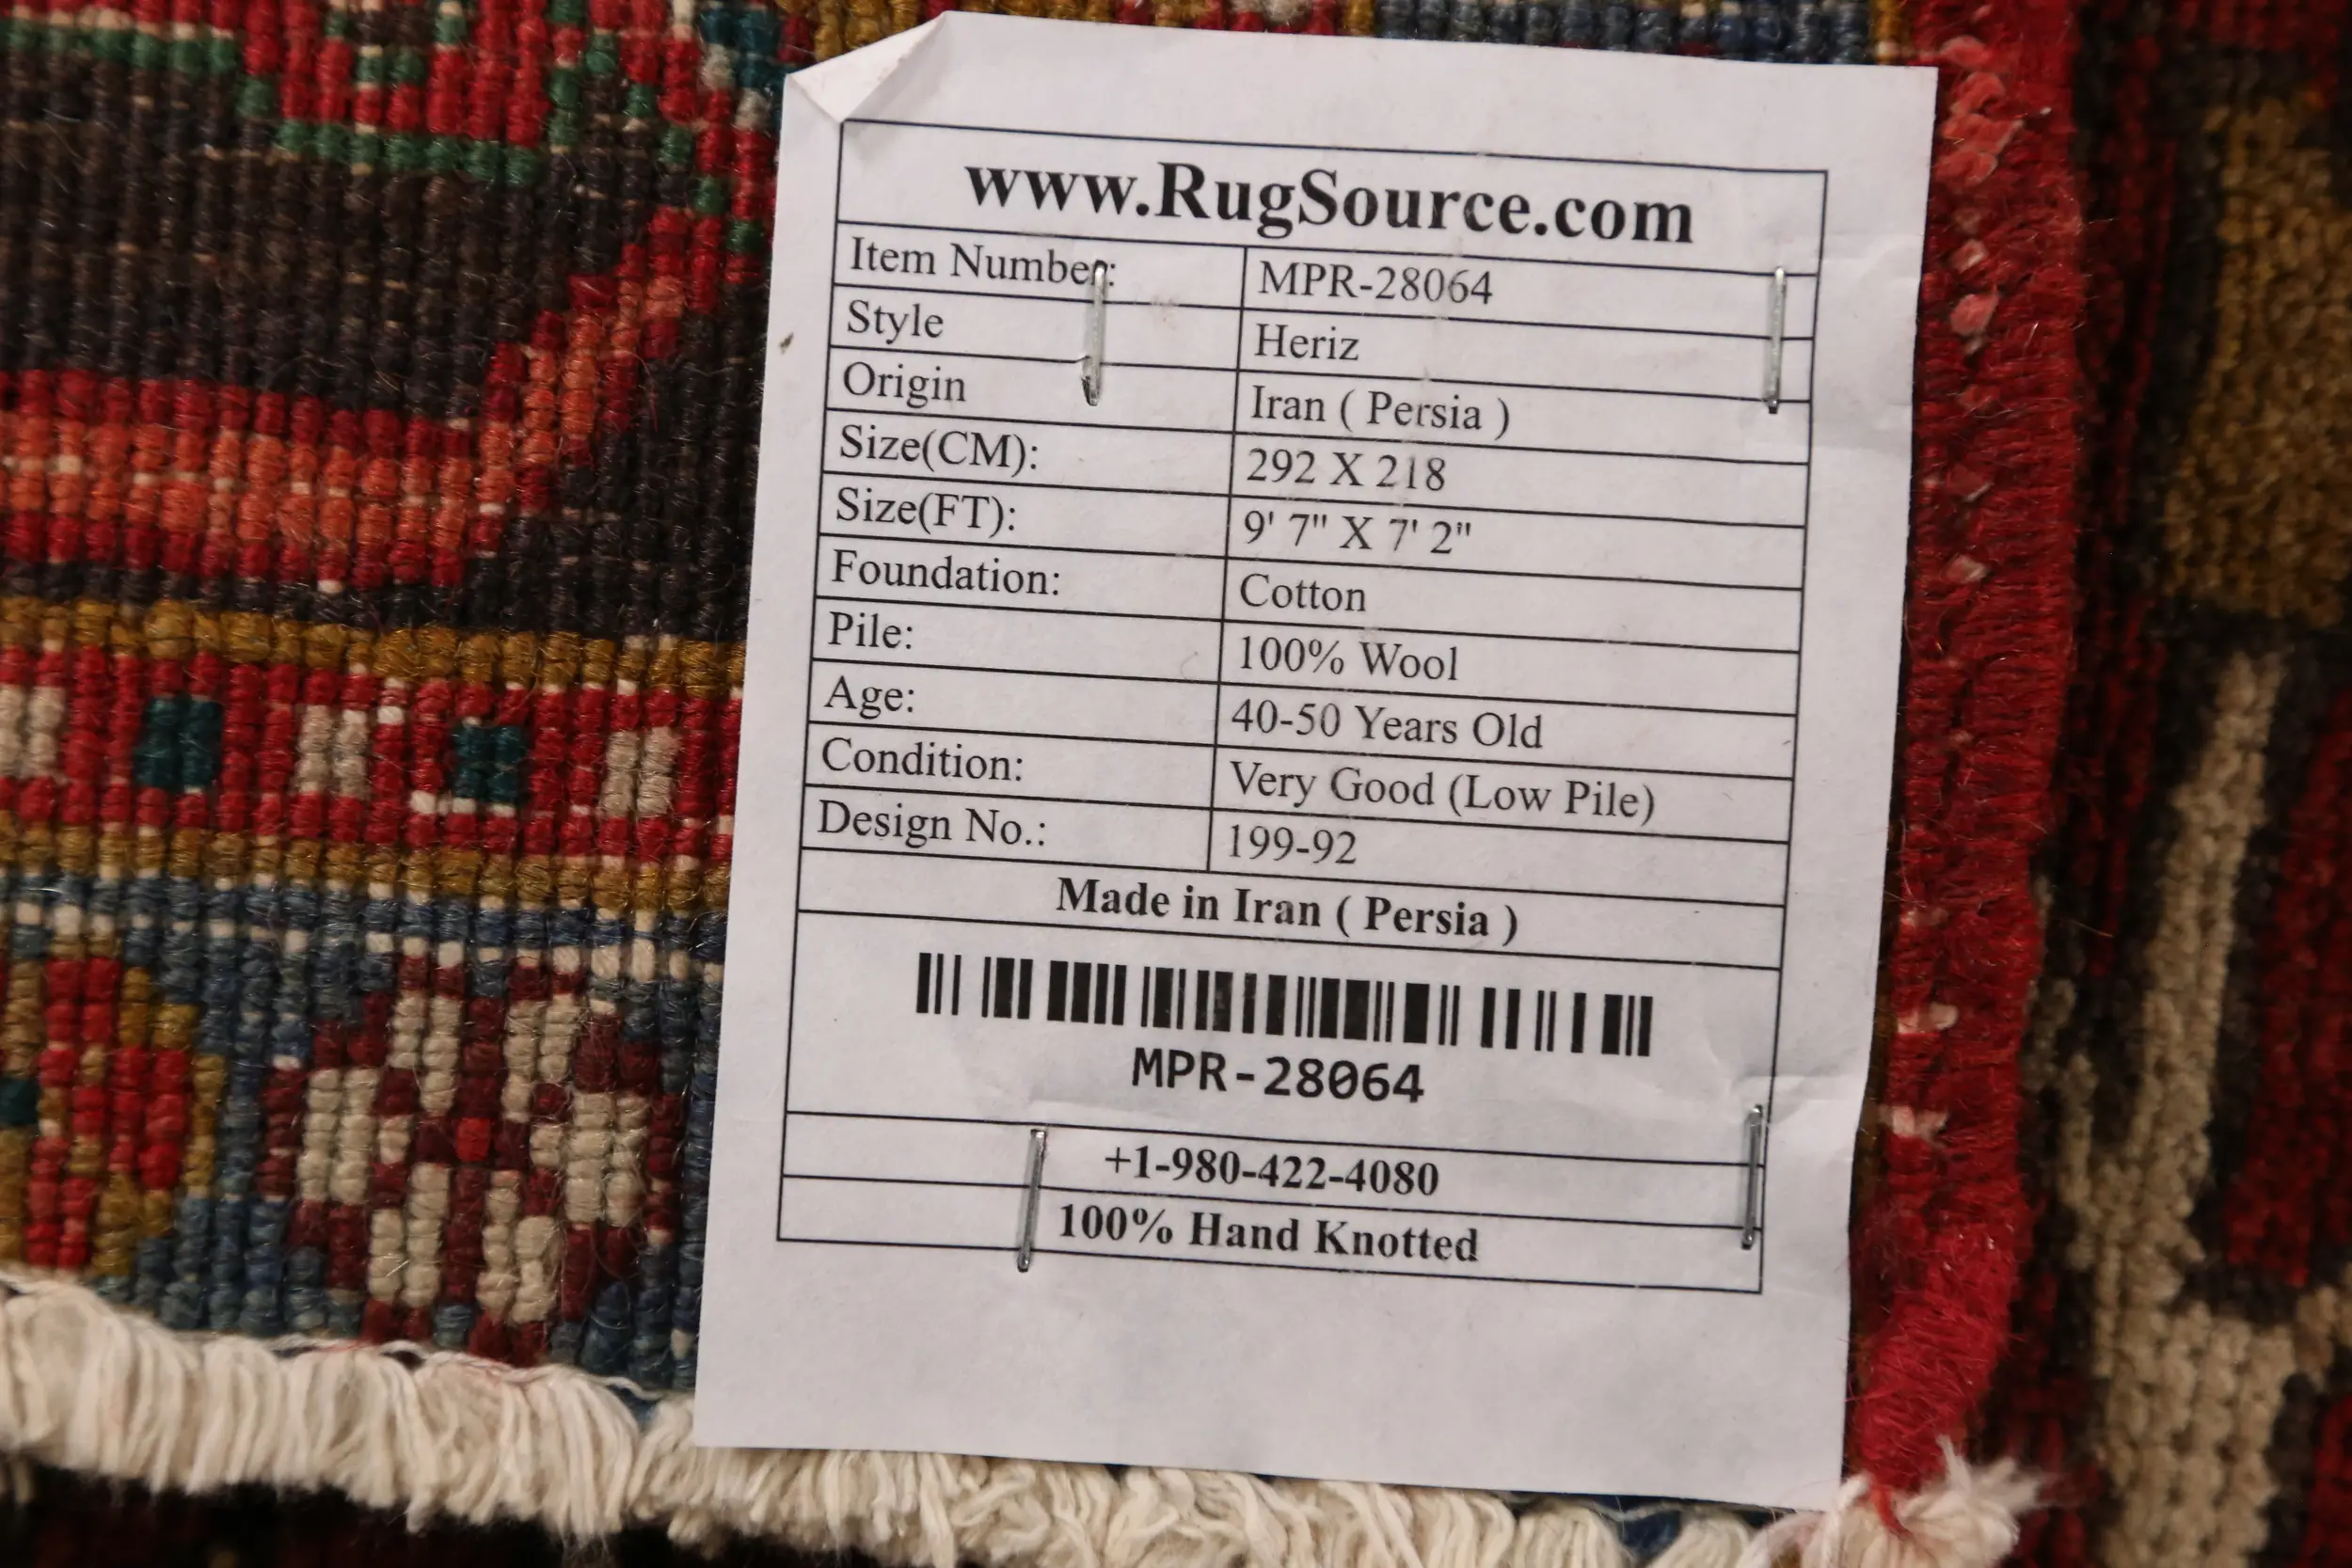 www.RugSource.com
Item Number: MPR-28064
Style Heriz
Origin Iran ( Persia )
Size(CM): 292 X 218
Size(FT): 9' 7" X 7' 2"
Foundation: Cotton
Pile: 100% Wool
Age: 40-50 Years Old
Condition: Very Good (Low Pile)
Design No.: 199-92
Made in Iran ( Persia )
MPR-28064
+1-980-422-4080
100% Hand Knotted